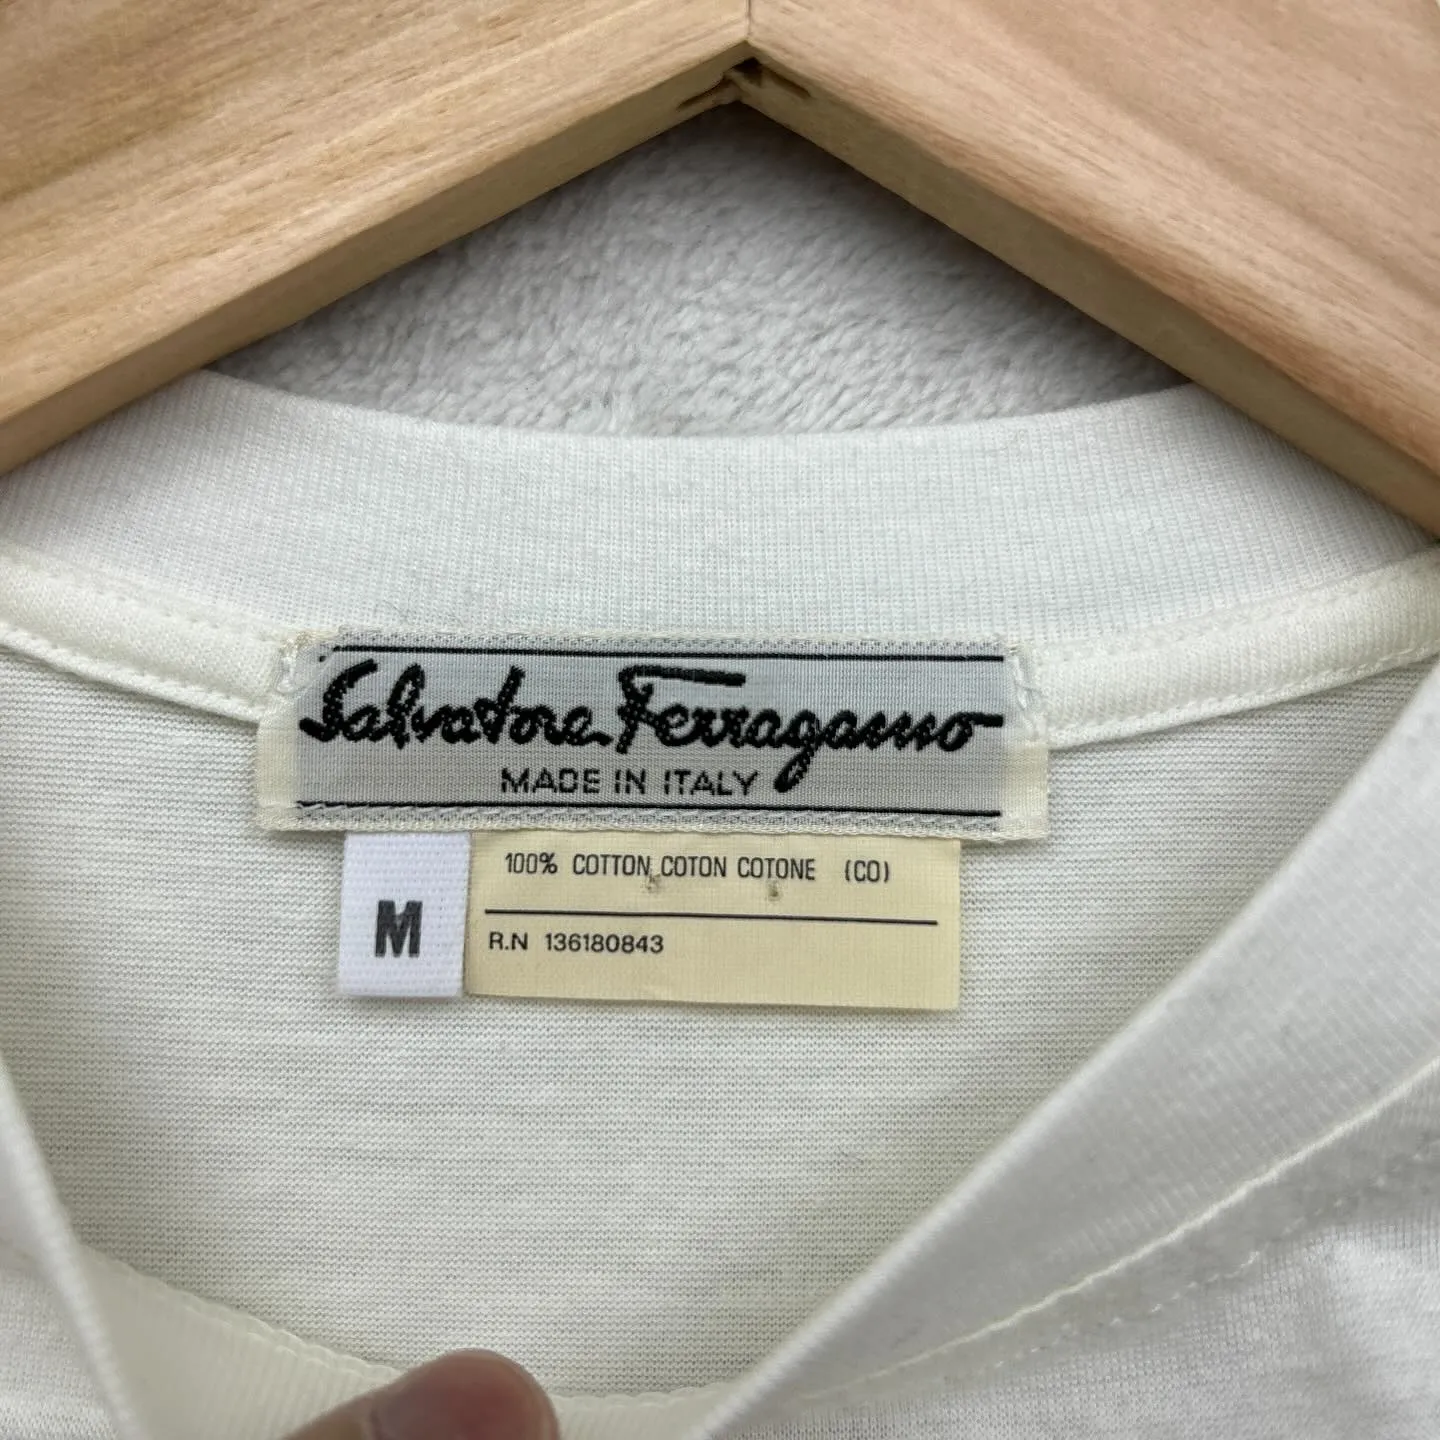 Salvatore Ferragamo
MADE IN ITALY
100% COTTON COTON COTONE (CO)
M
R.N 136180843